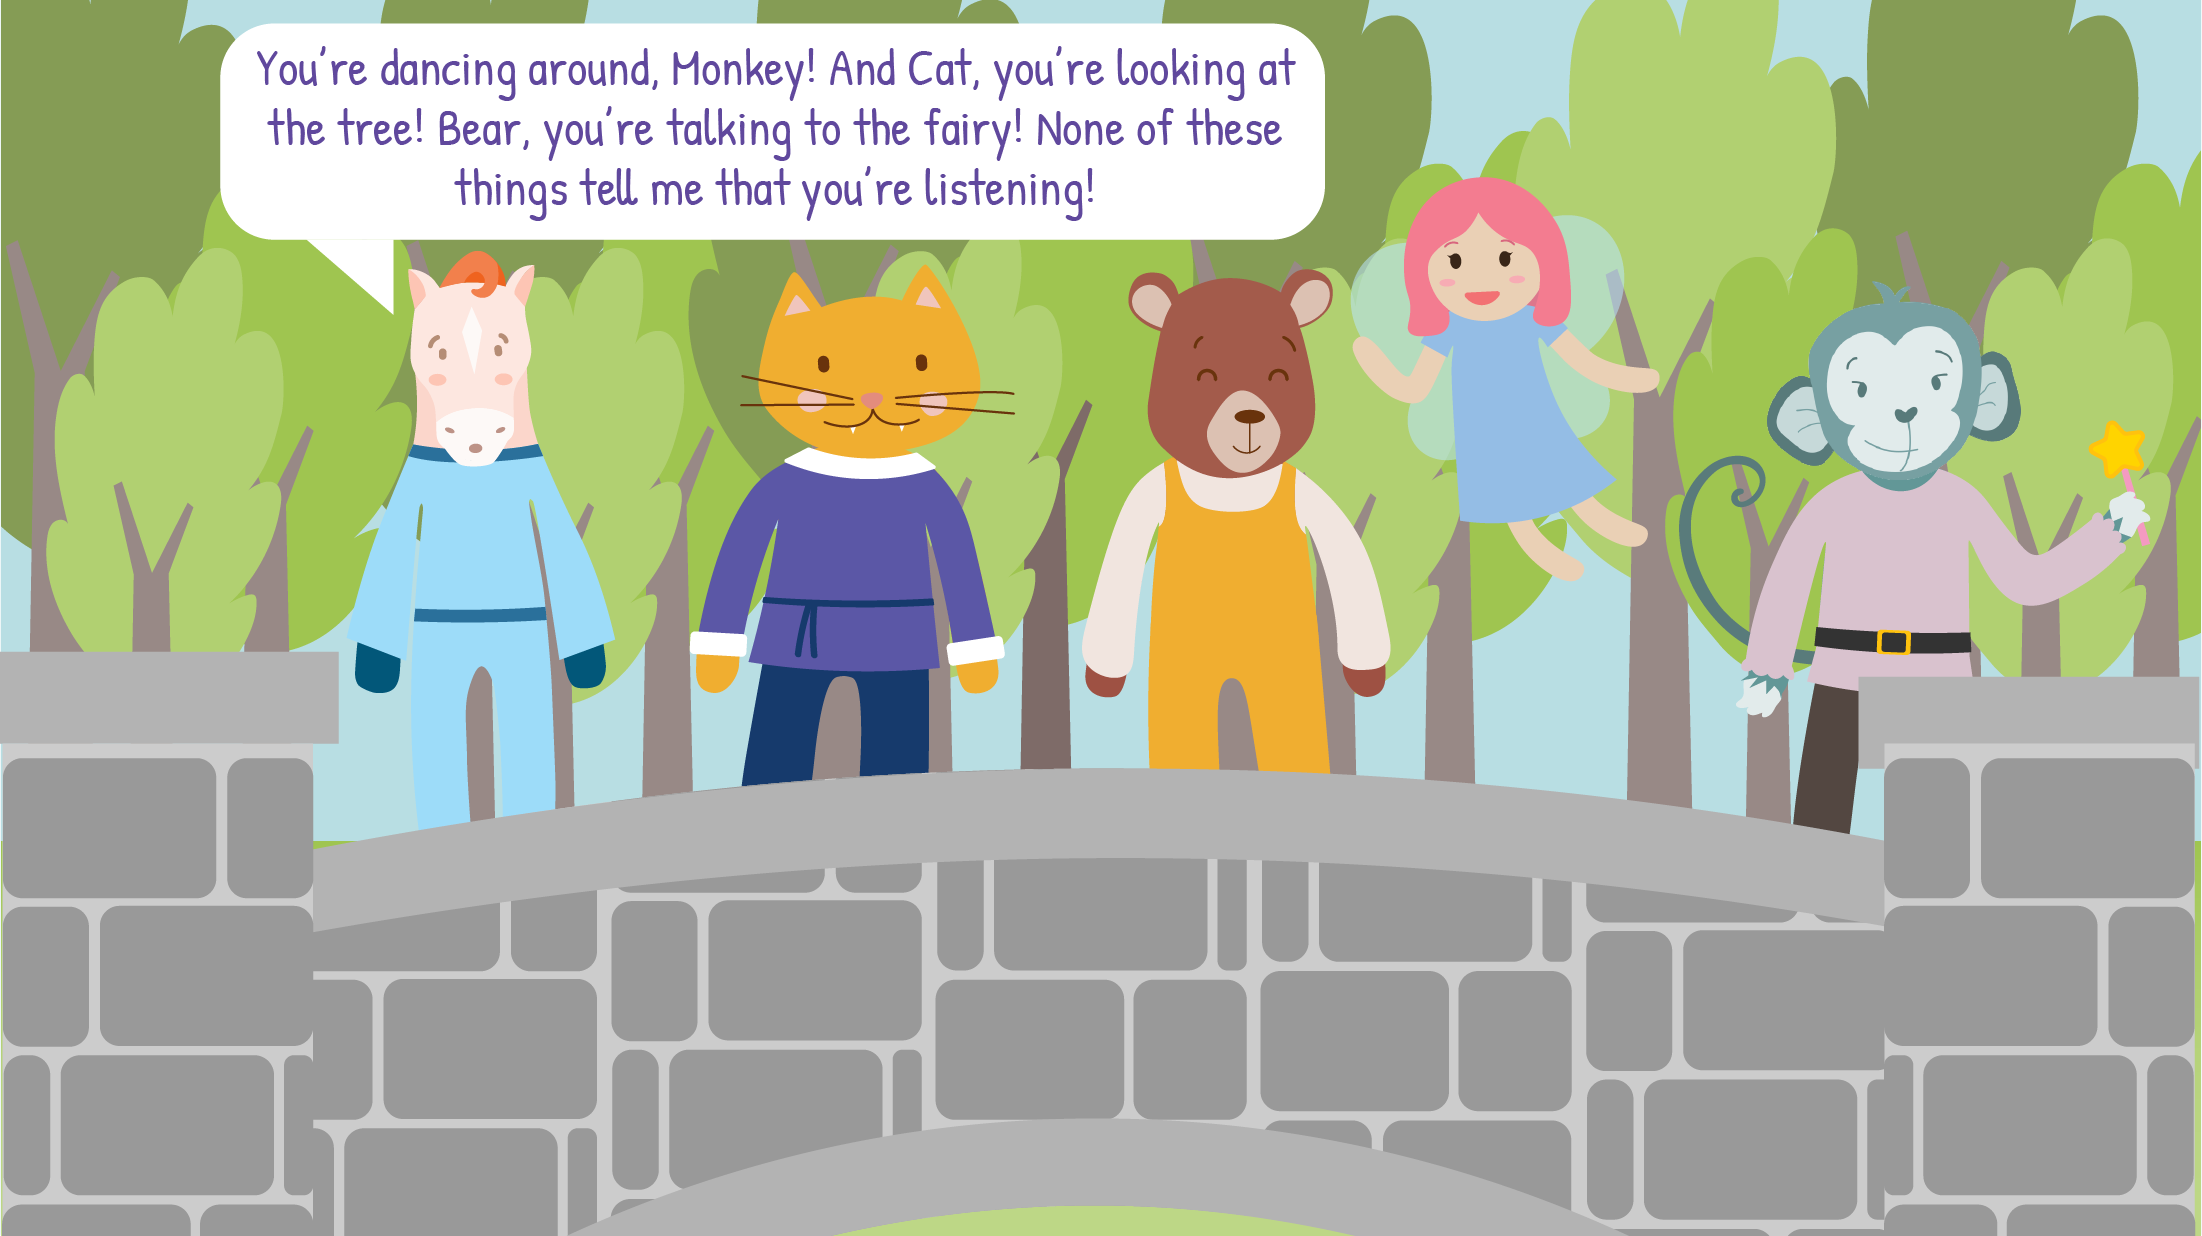 You're dancing around, Monkey! And Cat, you're looking at
the tree! Bear, you're talking to the fairy! None of these
things tell me that you're listening!